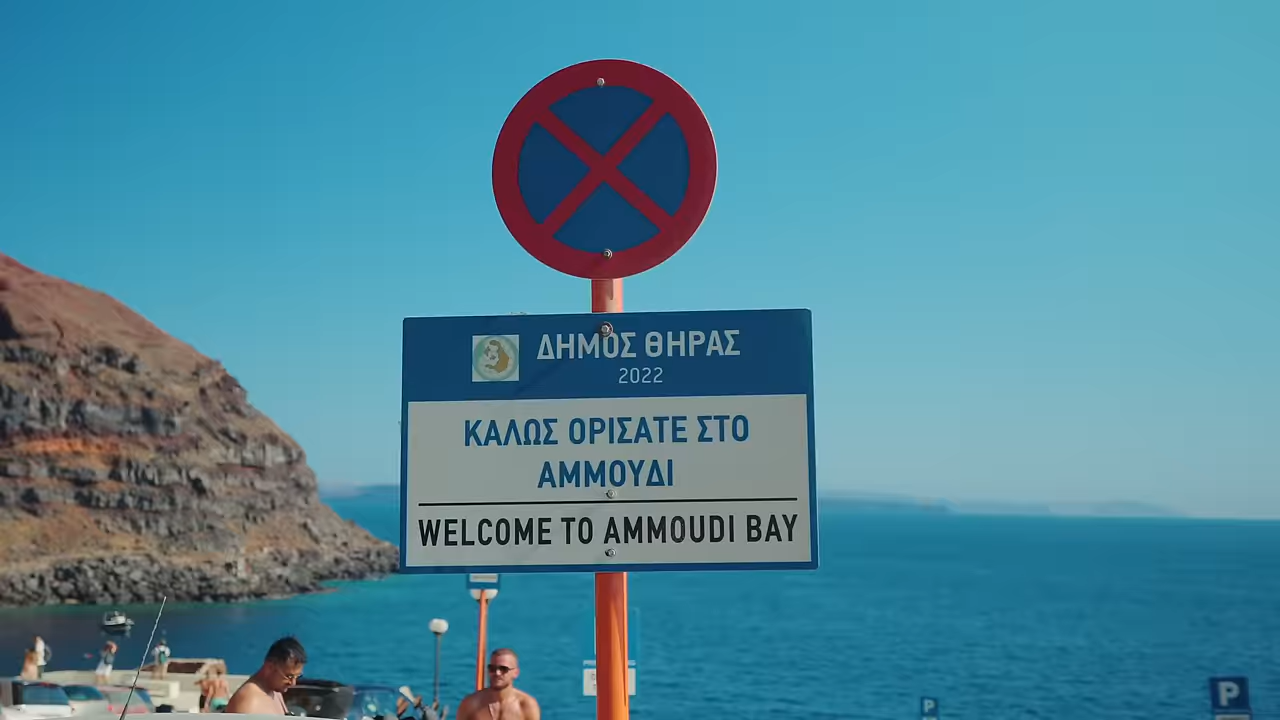 ΔΗΜΟΣ ΘΗΡΑΣ
2022
ΚΑΛΩΣ ΟΡΙΣΑΤΕ ΣΤΟ
ΑΜΜΟΥΔΙ
WELCOME TO AMMOUDI BAY
P
P